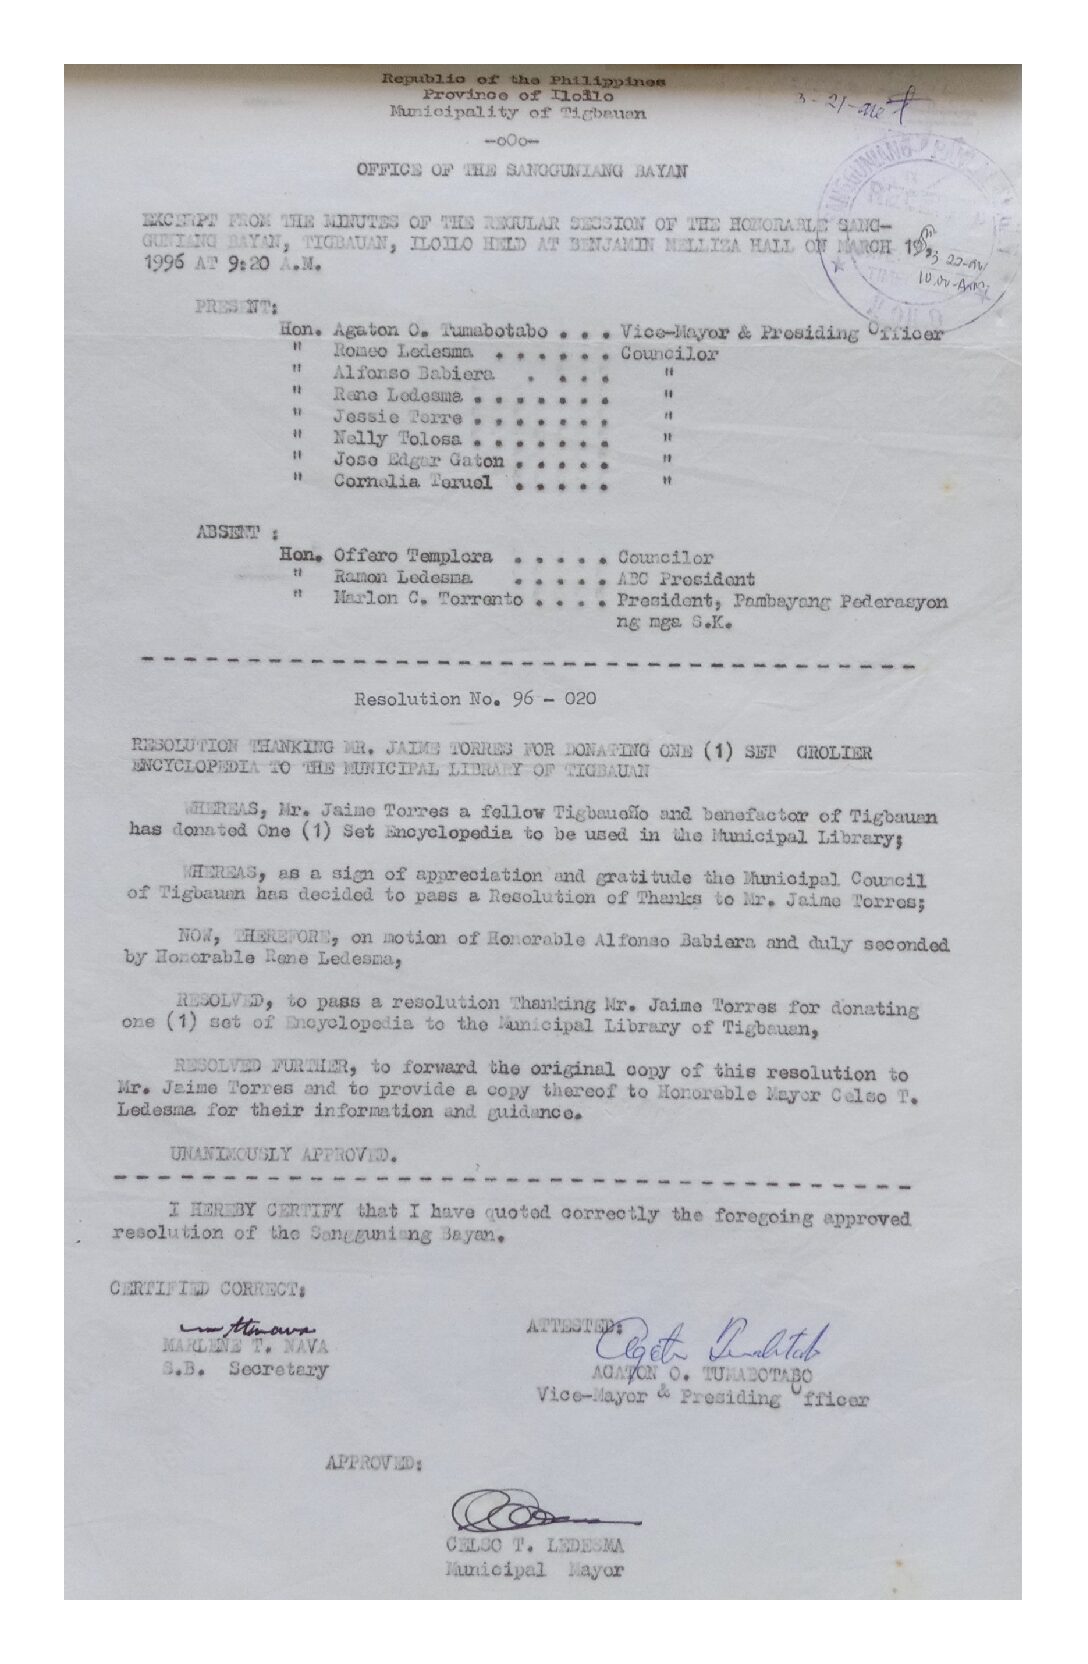 Republic of the Philippines
Province of Iloilo
Municipality of Tigbauan
—oOo—
OFFICE OF THE SANGGUNIANG BAYAN
EXCERPT FROM THE MINUTES OF THE REGULAR SESSION OF THE HONORABLE SANG-
GUNIANG BAYAN, TIGBAUAN, ILOILO HELD AT BENJAMIN MELLIZA HALL ON MARCH
1996 AT 9:20 A.M.
PRESENT:
Hon. Agaton O. Tumabotabo . . . Vice-Mayor & Presiding Officer
" Romeo Ledesma . . . . . . Councilor
" Alfonso Babiera . . . . "
" Rene Ledesma . . . . . . . "
" Jessie Torre . . . . . . . "
" Nelly Tolosa . . . . . . . "
" Jose Edgar Gaton . . . . . "
" Cornelia Teruel . . . . . "
ABSENT :
Hon. Offero Templora . . . . . Councilor
" Ramon Ledesma . . . . . ABC President
" Marlon C. Torrento . . . . President, Pambayang Pederasyon
ng mga S.K.
Resolution No. 96 - 020
RESOLUTION THANKING MR. JAIME TORRES FOR DONATING ONE (1) SET GROLIER
ENCYCLOPEDIA TO THE MUNICIPAL LIBRARY OF TIGBAUAN
WHEREAS, Mr. Jaime Torres a fellow Tigbaueño and benefactor of Tigbauan
has donated One (1) Set Encyclopedia to be used in the Municipal Library;
WHEREAS, as a sign of appreciation and gratitude the Municipal Council
of Tigbauan has decided to pass a Resolution of Thanks to Mr. Jaime Torres;
NOW, THEREFORE, on motion of Honorable Alfonso Babiera and duly seconded
by Honorable Rene Ledesma,
RESOLVED, to pass a resolution Thanking Mr. Jaime Torres for donating
one (1) set of Encyclopedia to the Municipal Library of Tigbauan,
RESOLVED FURTHER, to forward the original copy of this resolution to
Mr. Jaime Torres and to provide a copy thereof to Honorable Mayor Celso T.
Ledesma for their information and guidance.
UNANIMOUSLY APPROVED.
I HEREBY CERTIFY that I have quoted correctly the foregoing approved
resolution of the Sangguniang Bayan.
CERTIFIED CORRECT:
MARLENE T. NAVA
S.B. Secretary
ATTESTED:
AGATON O. TUMABOTABO
Vice-Mayor & Presiding Officer
APPROVED:
CELSO T. LEDESMA
Municipal Mayor